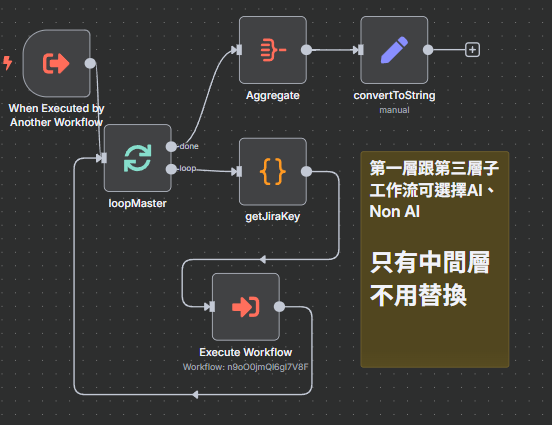 When Executed by
Another Workflow
done
loop
loopMaster
Aggregate
convertToString
manual
getJiraKey
Execute Workflow
Workflow: n9oO0jmQl6gI7V8F
第一層跟第三層子
工作流可選擇AI、
Non AI
只有中間層
不用替換